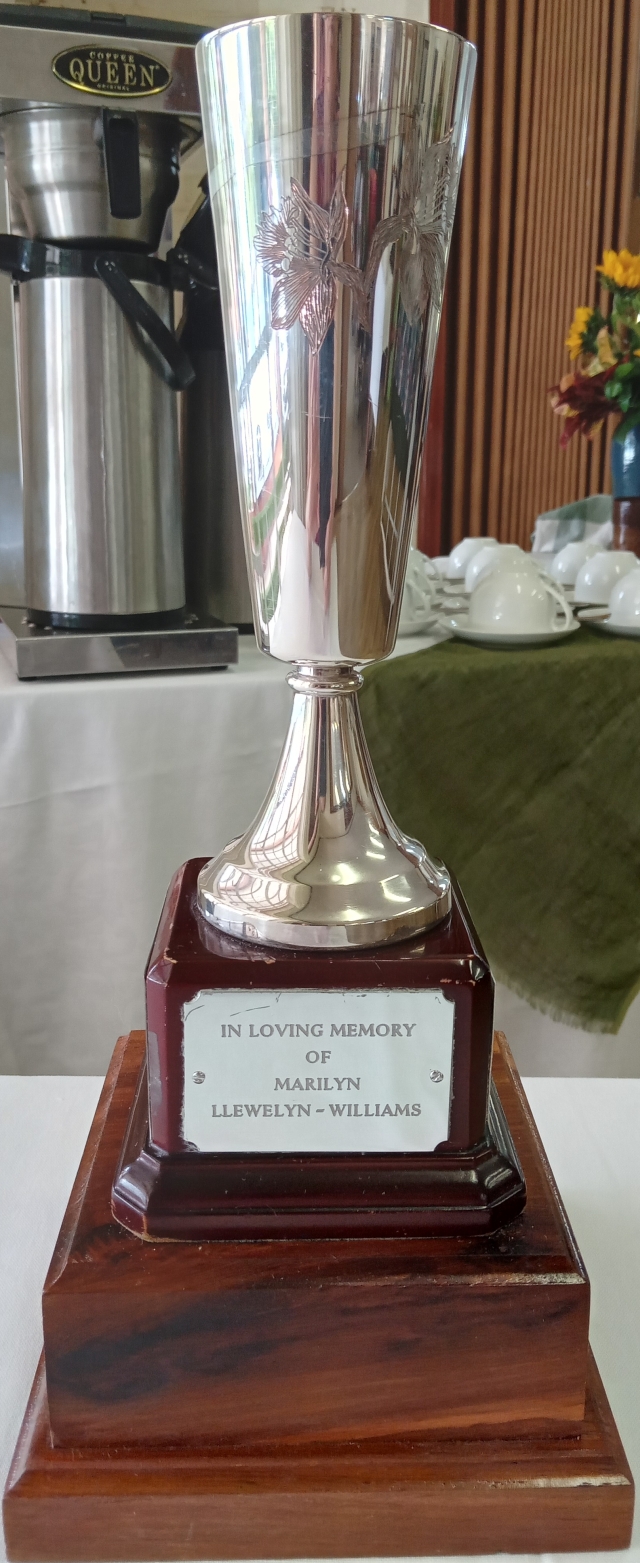 COFFEE
QUEEN
ORIGINAL
IN LOVING MEMORY
OF
MARILYN
LLEWELYN - WILLIAMS